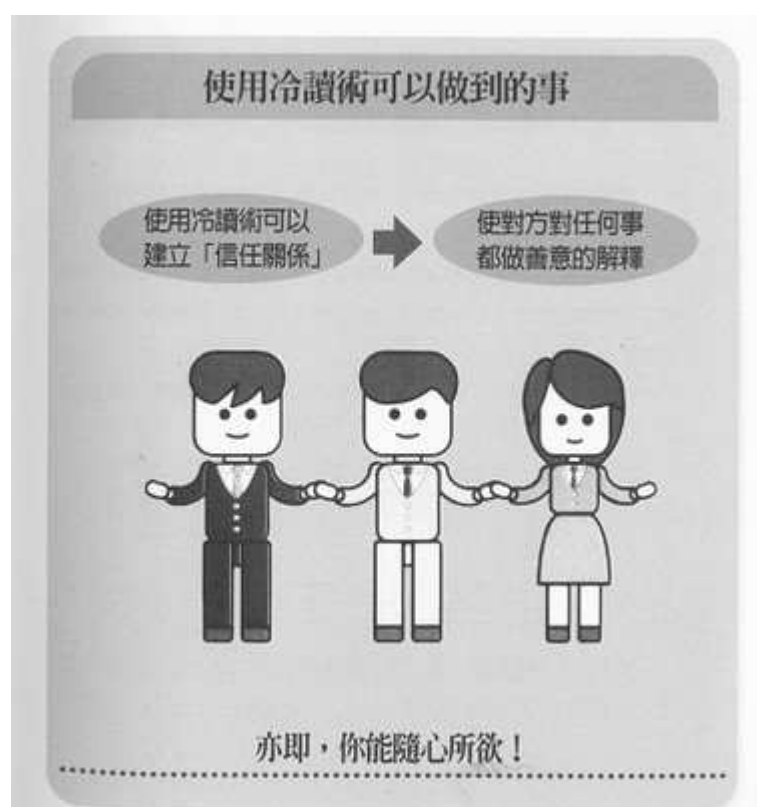 使用冷讀術可以做到的事
使用冷讀術可以
建立「信任關係」
使對方對任何事
都做善意的解釋
亦即，你能隨心所欲！